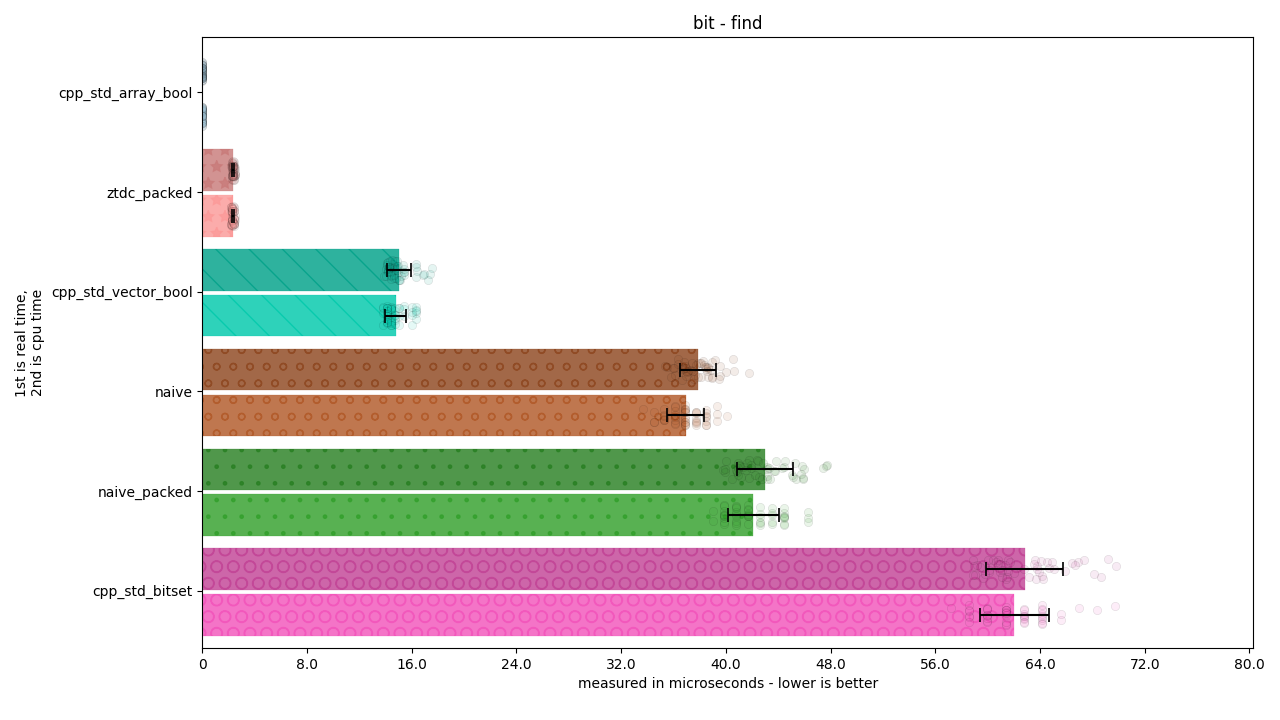 bit - find
cpp_std_array_bool
ztdc_packed
cpp_std_vector_bool
naive
naive_packed
cpp_std_bitset
1st is real time,
2nd is cpu time
0 8.0 16.0 24.0 32.0 40.0 48.0 56.0 64.0 72.0 80.0
measured in microseconds - lower is better